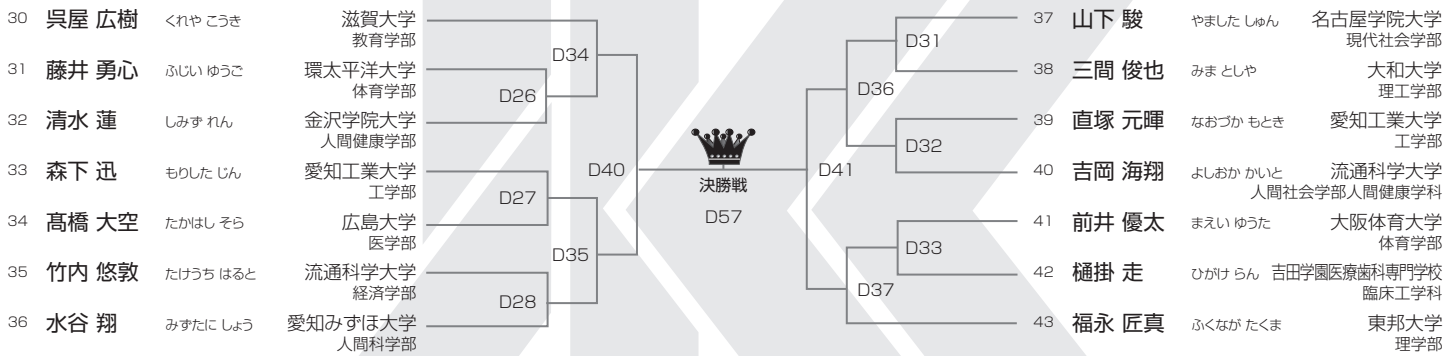 30 呉屋 広樹 くれや こうき 滋賀大学
教育学部
31 藤井 勇心 ふじい ゆうご 環太平洋大学
体育学部
32 清水 蓮 しみず れん 金沢学院大学
人間健康学部
33 森下 迅 もりした じん 愛知工業大学
工学部
34 髙橋 大空 たかはし そら 広島大学
医学部
35 竹内 悠敦 たけうち はると 流通科学大学
経済学部
36 水谷 翔 みずたに しょう 愛知みずほ大学
人間科学部
D34
D26
D27
D35
D28
D40
決勝戦
D57
D41
D31
D36
D32
D33
D37
37 山下 駿 やました しゅん 名古屋学院大学
現代社会学部
38 三間 俊也 みま としや 大和大学
理工学部
39 直塚 元暉 なおづか もとき 愛知工業大学
工学部
40 吉岡 海翔 よしおか かいと 流通科学大学
人間社会学部人間健康学科
41 前井 優太 まえい ゆうた 大阪体育大学
体育学部
42 樋掛 走 ひがけ らん 吉田学園医療歯科専門学校
臨床工学科
43 福永 匠真 ふくなが たくま 東邦大学
理学部